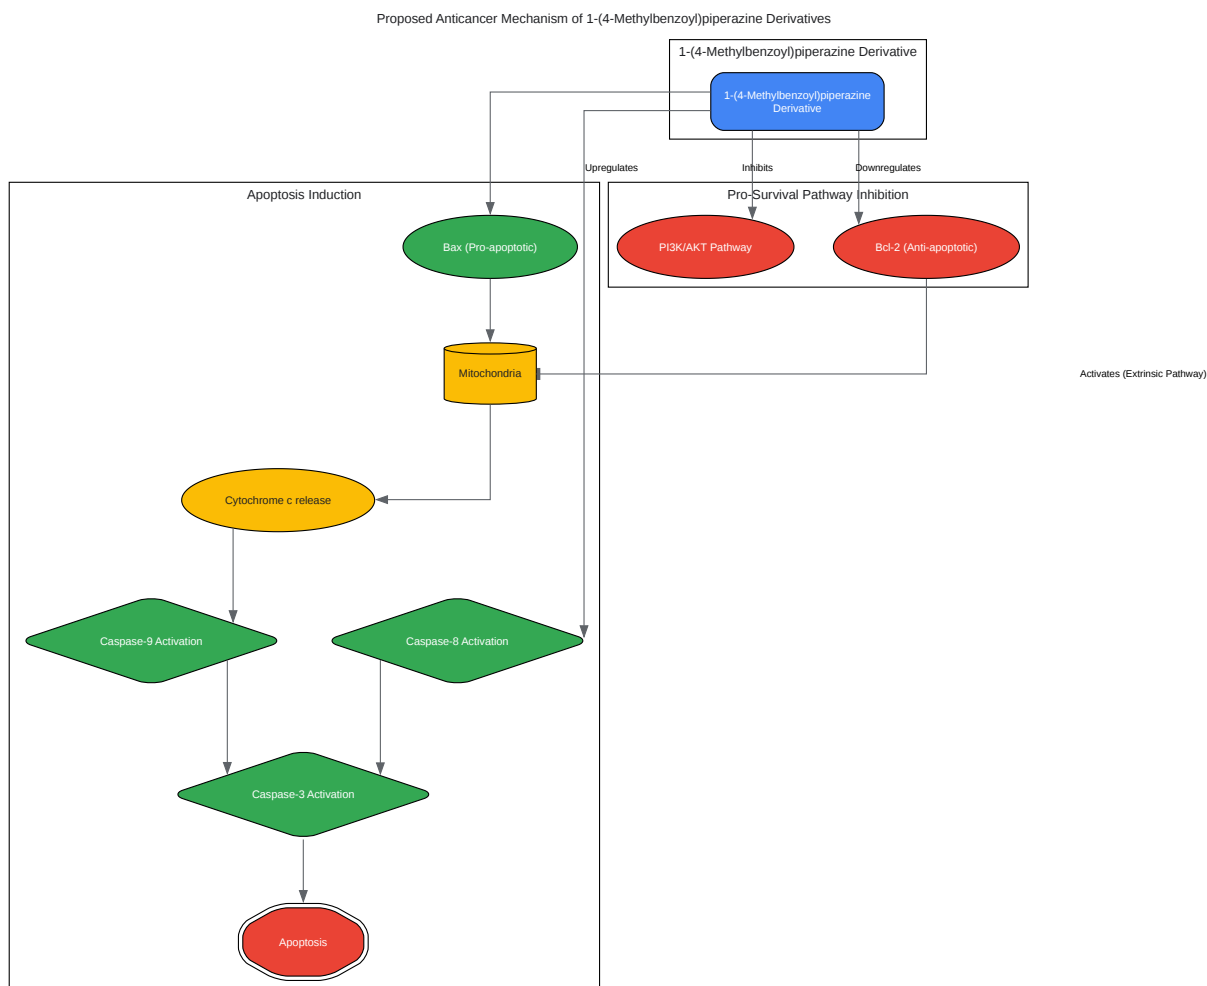 Proposed Anticancer Mechanism of 1-(4-Methylbenzoyl)piperazine Derivatives
1-(4-Methylbenzoyl)piperazine Derivative
1-(4-Methylbenzoyl)piperazine
Derivative
Upregulates
Inhibits
Downregulates
Apoptosis Induction
Pro-Survival Pathway Inhibition
Bax (Pro-apoptotic)
PI3K/AKT Pathway
Bcl-2 (Anti-apoptotic)
Mitochondria
Activates (Extrinsic Pathway)
Cytochrome c release
Caspase-9 Activation
Caspase-8 Activation
Caspase-3 Activation
Apoptosis